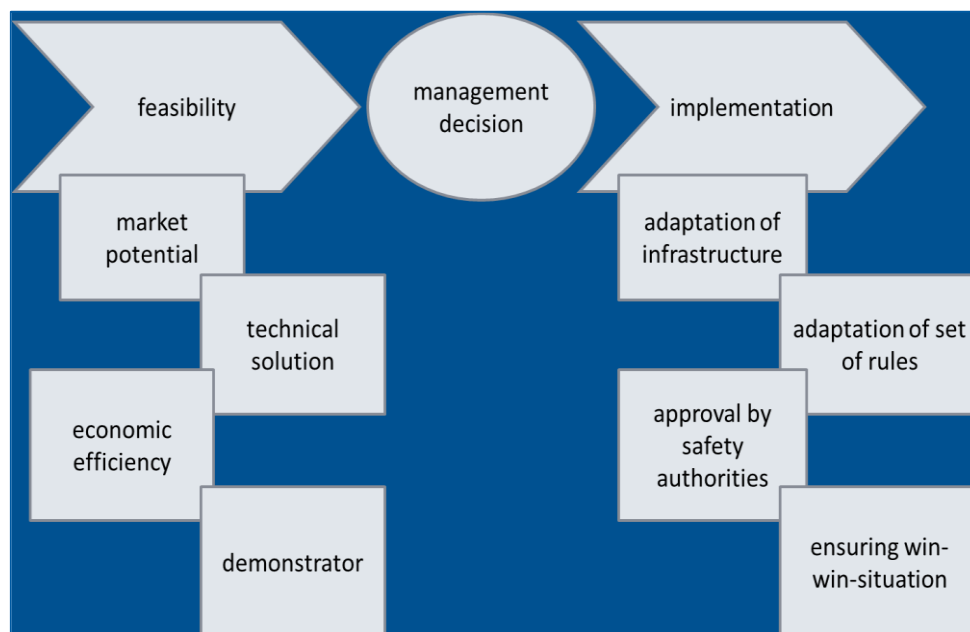 feasibility
management
decision
implementation
market
potential
technical
solution
economic
efficiency
demonstrator
adaptation of
infrastructure
adaptation of set
of rules
approval by
safety
authorities
ensuring win-
win-situation